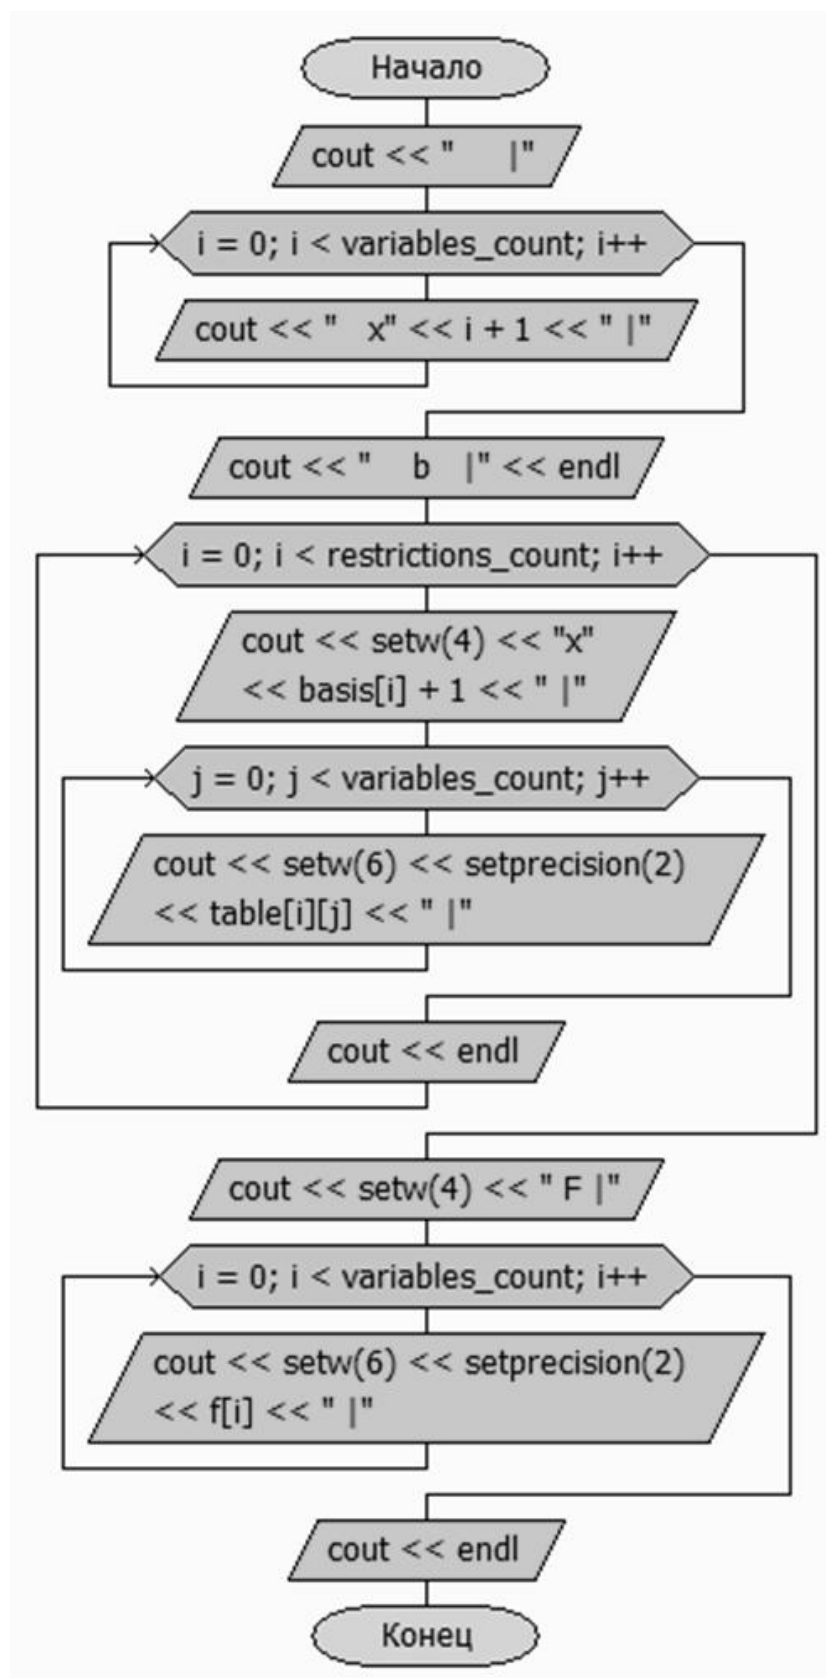 Начало
cout << "      |"
i = 0; i < variables_count; i++
cout << "   x" << i + 1 << " |"
cout << "    b   |" << endl
i = 0; i < restrictions_count; i++
cout << setw(4) << "x"
<< basis[i] + 1 << " |"
j = 0; j < variables_count; j++
cout << setw(6) << setprecision(2)
<< table[i][j] << " |"
cout << endl
cout << setw(4) << " F |"
i = 0; i < variables_count; i++
cout << setw(6) << setprecision(2)
<< f[i] << " |"
cout << endl
Конец